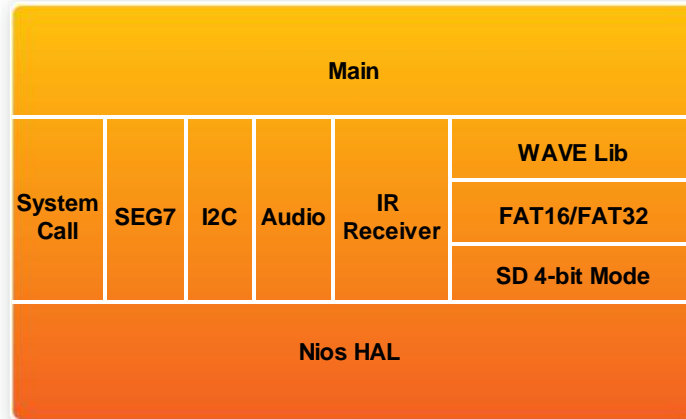 Main
System
Call
SEG7
I2C
Audio
IR
Receiver
WAVE Lib
FAT16/FAT32
SD 4-bit Mode
Nios HAL